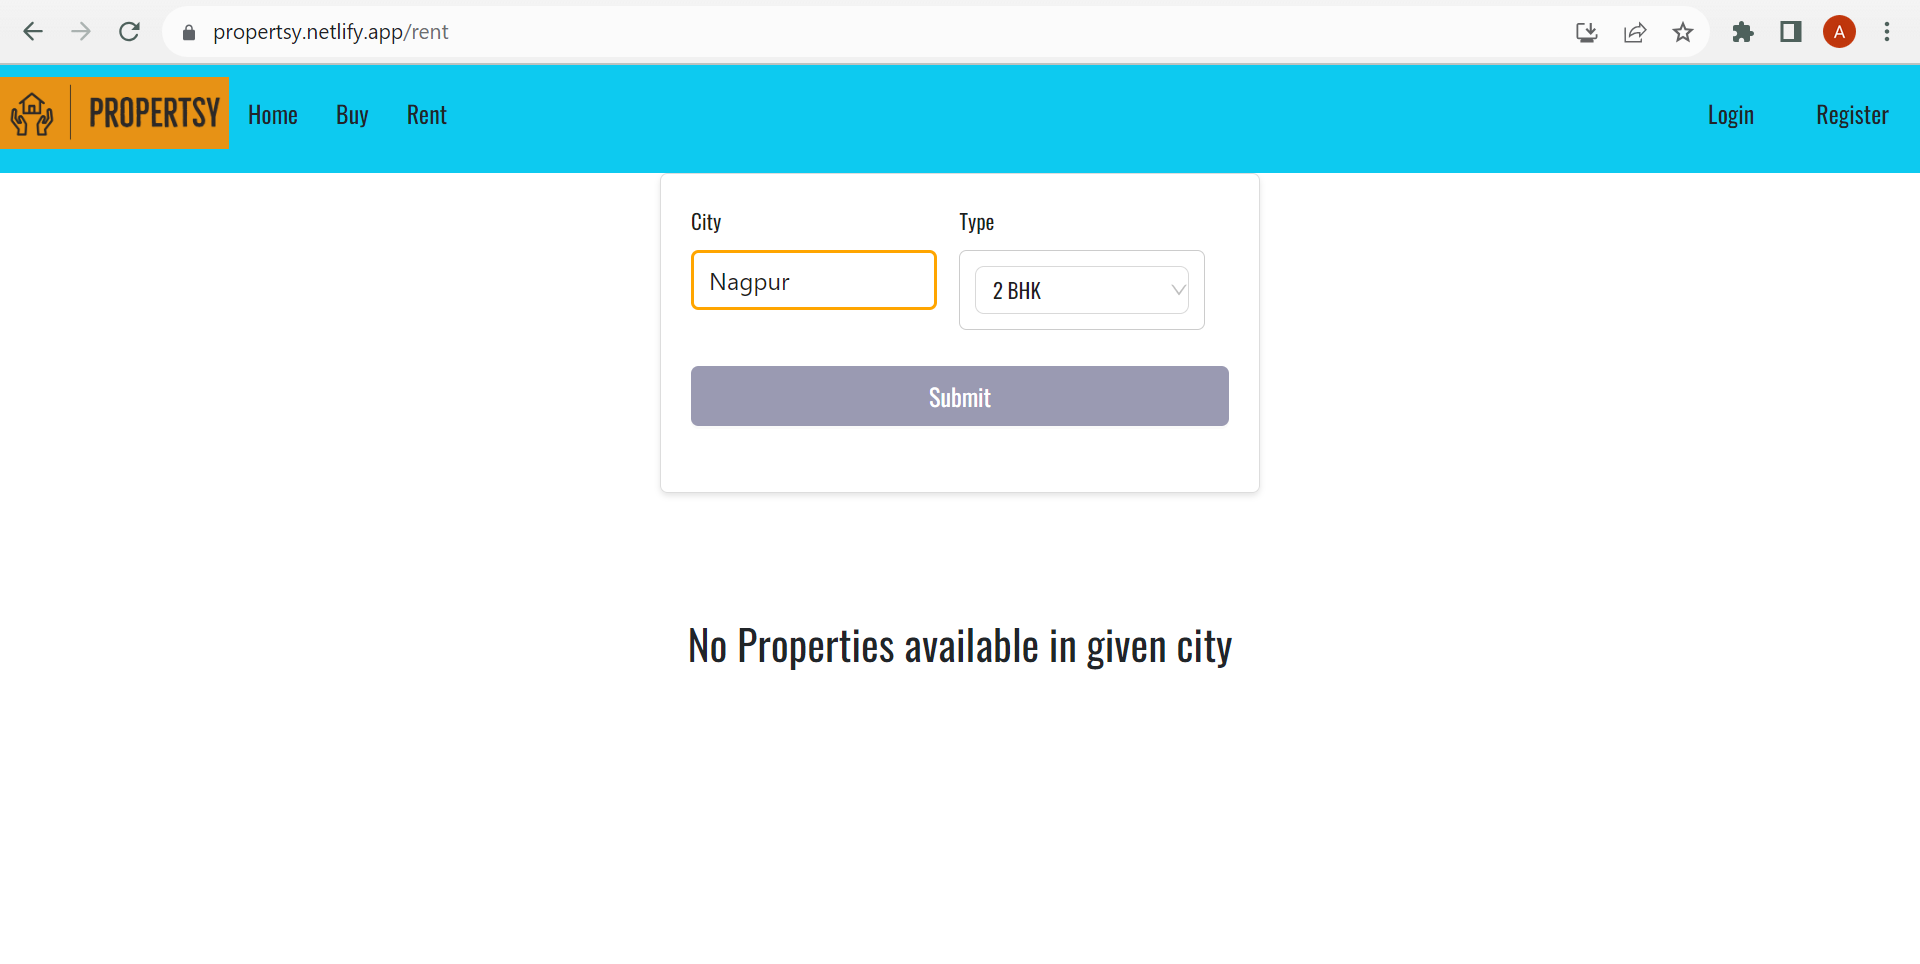 propertsy.netlify.app/rent
A
PROPERTSY
Home Buy Rent
Login Register
City
Type
Nagpur
2 BHK
Submit
No Properties available in given city